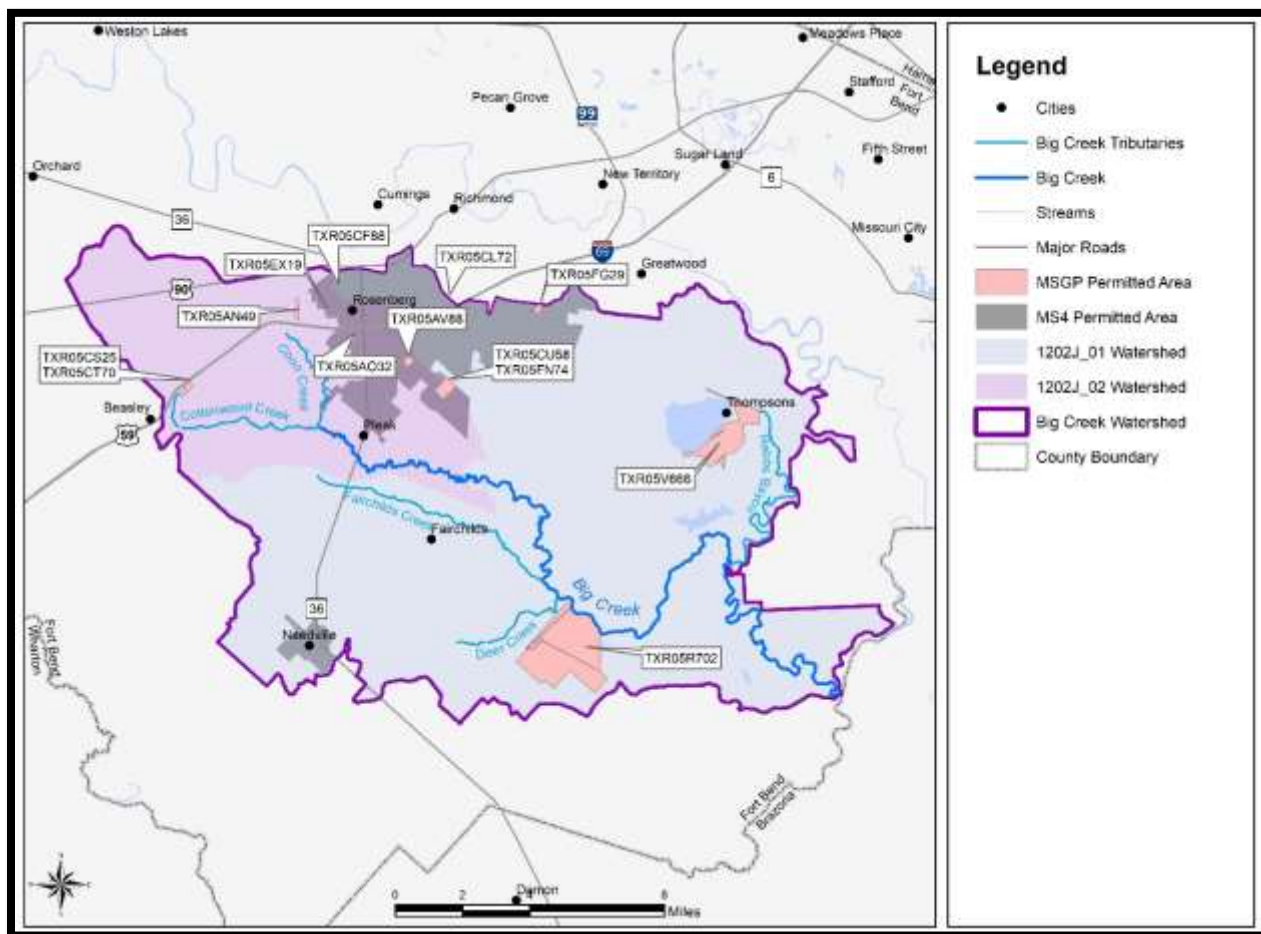 Weston Lakes
Meadows Place
Harris
Fort Bend
Stafford
Pecan Grove
99
Fifth Street
Sugar Land
Orchard
New Territory
6
Cumings
Richmond
36
Missouri City
TXR05CF88
69
TXR05EX19
TXR05CL72
TXR05FG29
Greatwood
90
Rosenberg
TXR05AN49
TXR05AV88
TXR05CS25
TXR05CT70
Coon Creek
TXR05AO32
TXR05CU58
TXR05FN74
Beasley
Cottonwood Creek
Thompsons
59
Pleak
TXR05V666
Fairchilds Creek
Fairchilds
Big Creek
36
Needville
Deer Creek
TXR05R702
Fort Bend
Wharton
Fort Bend
Brazoria
Damon
0 2 4 8
Miles
Legend
Cities
Big Creek Tributaries
Big Creek
Streams
Major Roads
MSGP Permitted Area
MS4 Permitted Area
1202J_01 Watershed
1202J_02 Watershed
Big Creek Watershed
County Boundary